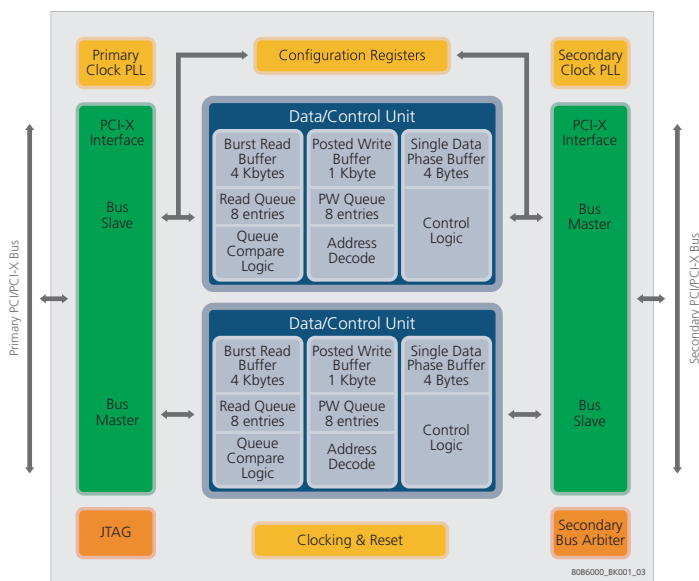 Primary
Clock PLL
Configuration Registers
Secondary
Clock PLL
Primary PCI/PCI-X Bus
PCI-X
Interface
Bus
Slave
Bus
Master
Data/Control Unit
Burst Read
Buffer
4 Kbytes
Read Queue
8 entries
Queue
Compare
Logic
Posted Write
Buffer
1 Kbyte
PW Queue
8 entries
Address
Decode
Single Data
Phase Buffer
4 Bytes
Control
Logic
Data/Control Unit
Burst Read
Buffer
4 Kbytes
Read Queue
8 entries
Queue
Compare
Logic
Posted Write
Buffer
1 Kbyte
PW Queue
8 entries
Address
Decode
Single Data
Phase Buffer
4 Bytes
Control
Logic
PCI-X
Interface
Bus
Master
Bus
Slave
Secondary PCI/PCI-X Bus
JTAG
Clocking & Reset
Secondary
Bus Arbiter
80B6000_BK001_03